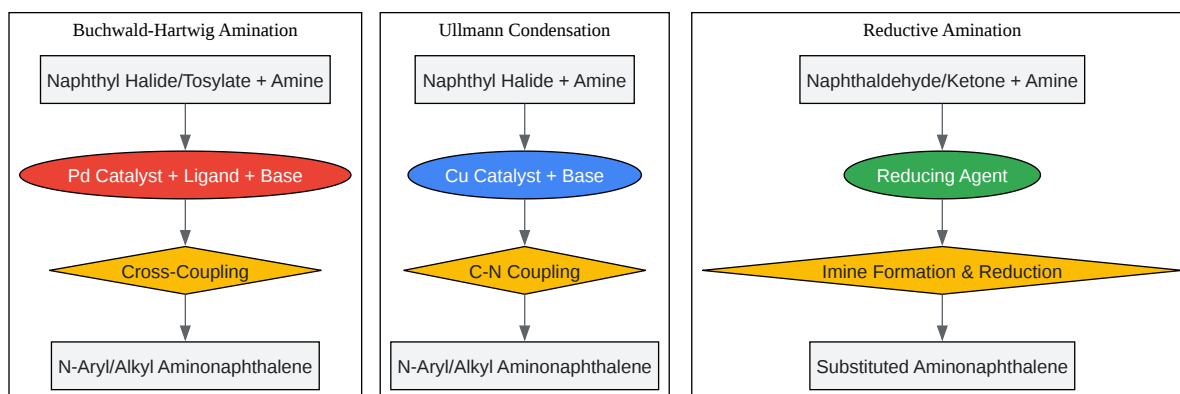 Buchwald-Hartwig Amination
Naphthyl Halide/Tosylate + Amine
Pd Catalyst + Ligand + Base
Cross-Coupling
N-Aryl/Alkyl Aminonaphthalene
Ullmann Condensation
Naphthyl Halide + Amine
Cu Catalyst + Base
C-N Coupling
N-Aryl/Alkyl Aminonaphthalene
Reductive Amination
Naphthaldehyde/Ketone + Amine
Reducing Agent
Imine Formation & Reduction
Substituted Aminonaphthalene